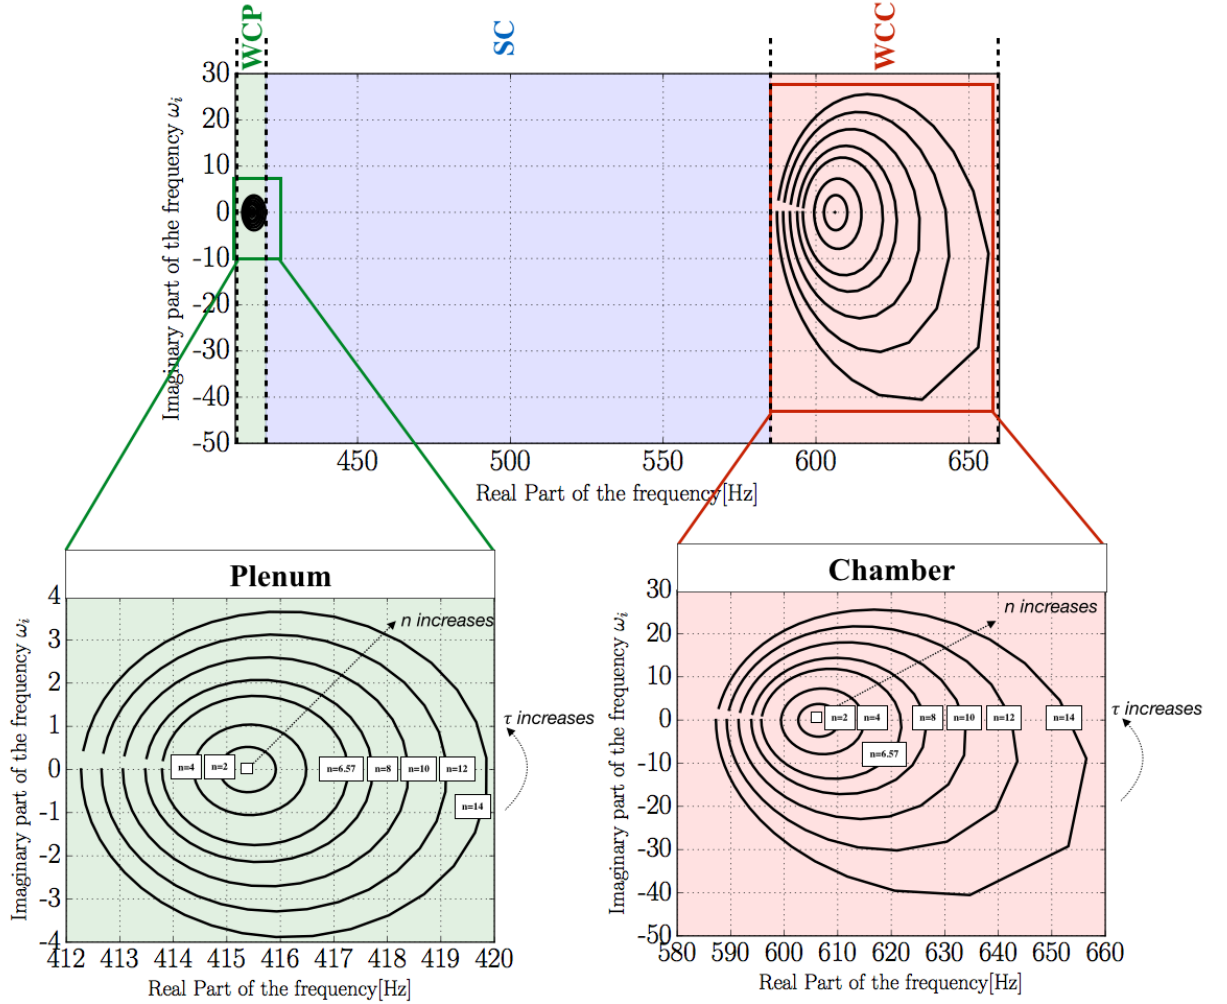 WCP
SC
WCC
Imaginary part of the frequency ωi
30
20
10
0
-10
-20
-30
-40
-50
450 500 550 600 650
Real Part of the frequency[Hz]
Plenum
Imaginary part of the frequency ωi
4
3
2
1
0
-1
-2
-3
-4
n increases
τ increases
n=4 n=2 n=6.57 n=8 n=10 n=12
n=14
412 413 414 415 416 417 418 419 420
Real Part of the frequency[Hz]
Chamber
Imaginary part of the frequency ωi
30
20
10
0
-10
-20
-30
-40
-50
n increases
τ increases
n=2 n=4 n=8 n=10 n=12 n=14
n=6.57
580 590 600 610 620 630 640 650 660
Real Part of the frequency[Hz]